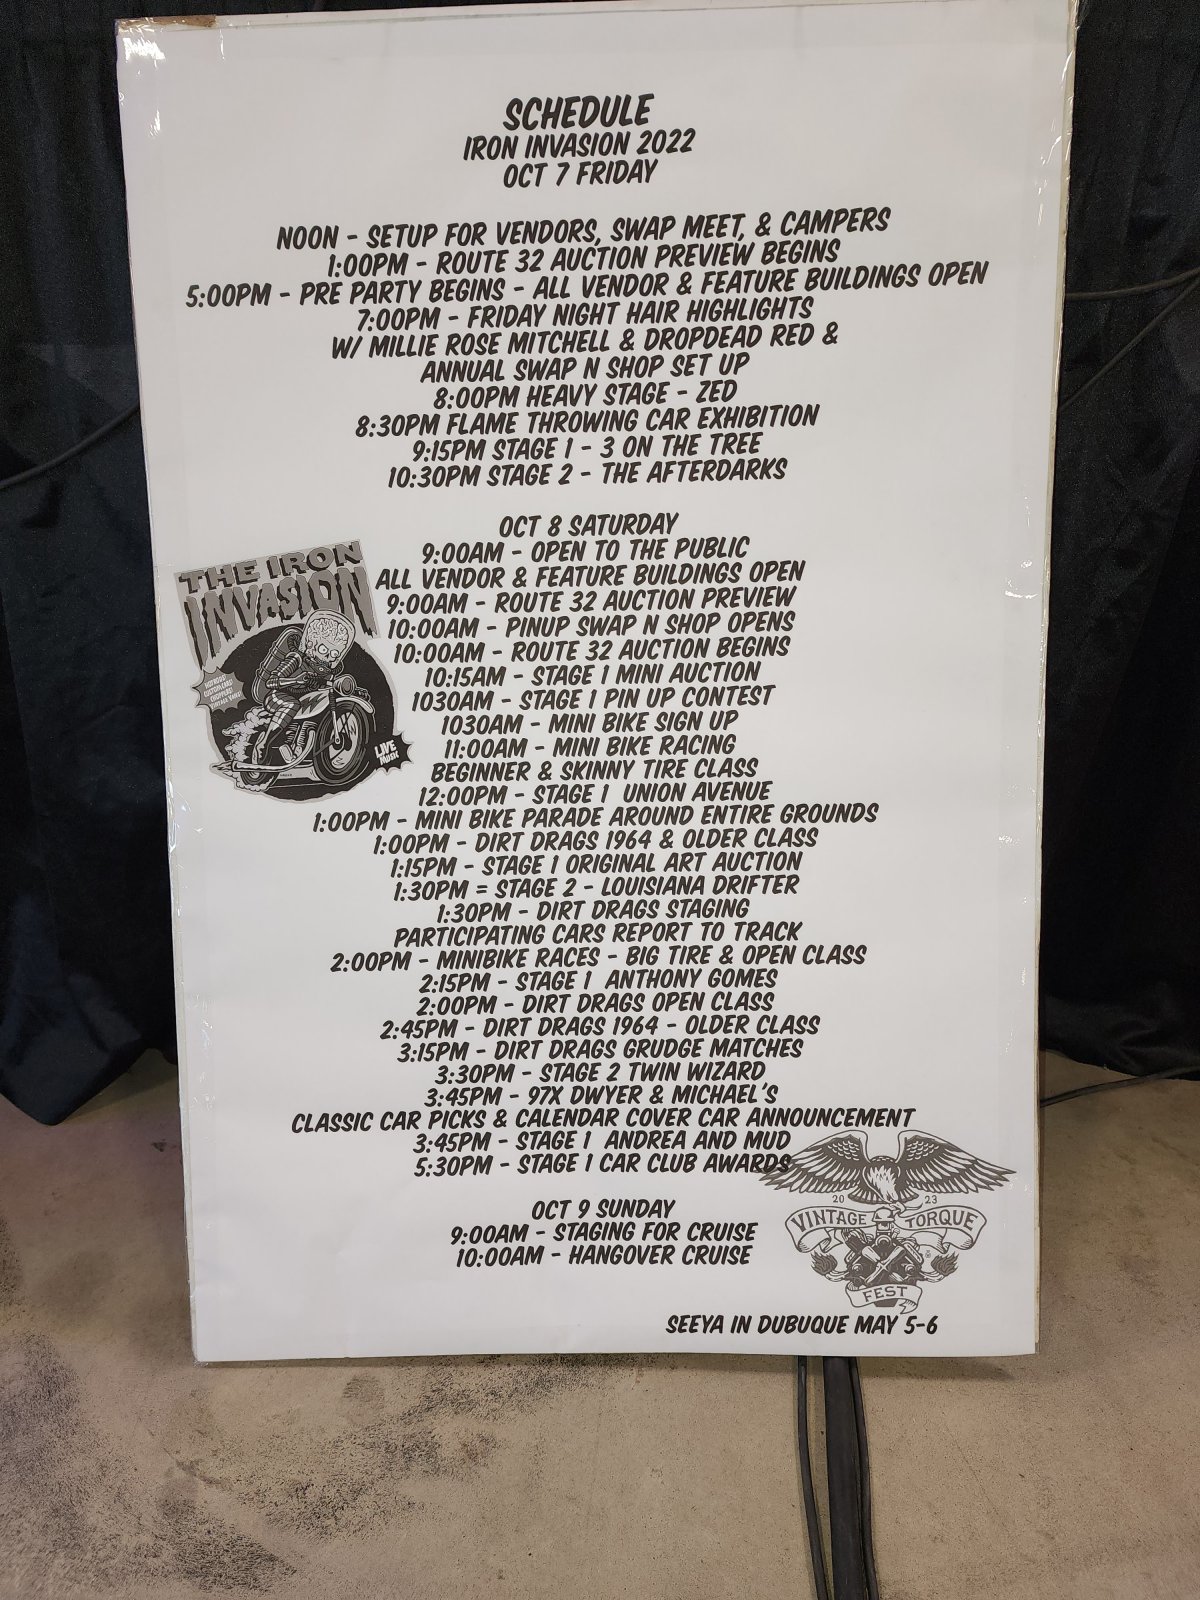 SCHEDULE
IRON INVASION 2022
OCT 7 FRIDAY
NOON - SETUP FOR VENDORS, SWAP MEET, & CAMPERS
1:00PM - ROUTE 32 AUCTION PREVIEW BEGINS
5:00PM - PRE PARTY BEGINS - ALL VENDOR & FEATURE BUILDINGS OPEN
7:00PM - FRIDAY NIGHT HAIR HIGHLIGHTS
W/ MILLIE ROSE MITCHELL & DROPDEAD RED &
ANNUAL SWAP N SHOP SET UP
8:00PM HEAVY STAGE - ZED
8:30PM FLAME THROWING CAR EXHIBITION
9:15PM STAGE 1 - 3 ON THE TREE
10:30PM STAGE 2 - THE AFTERDARKS
OCT 8 SATURDAY
9:00AM - OPEN TO THE PUBLIC
ALL VENDOR & FEATURE BUILDINGS OPEN
9:00AM - ROUTE 32 AUCTION PREVIEW
10:00AM - PINUP SWAP N SHOP OPENS
10:00AM - ROUTE 32 AUCTION BEGINS
10:15AM - STAGE 1 MINI AUCTION
1030AM - STAGE 1 PIN UP CONTEST
1030AM - MINI BIKE SIGN UP
11:00AM - MINI BIKE RACING
BEGINNER & SKINNY TIRE CLASS
12:00PM - STAGE 1 UNION AVENUE
1:00PM - MINI BIKE PARADE AROUND ENTIRE GROUNDS
1:00PM - DIRT DRAGS 1964 & OLDER CLASS
1:15PM - STAGE 1 ORIGINAL ART AUCTION
1:30PM = STAGE 2 - LOUISIANA DRIFTER
1:30PM - DIRT DRAGS STAGING
PARTICIPATING CARS REPORT TO TRACK
2:00PM - MINIBIKE RACES - BIG TIRE & OPEN CLASS
2:15PM - STAGE 1 ANTHONY GOMES
2:00PM - DIRT DRAGS OPEN CLASS
2:45PM - DIRT DRAGS 1964 - OLDER CLASS
3:15PM - DIRT DRAGS GRUDGE MATCHES
3:30PM - STAGE 2 TWIN WIZARD
3:45PM - 97X DWYER & MICHAEL'S
CLASSIC CAR PICKS & CALENDAR COVER CAR ANNOUNCEMENT
3:45PM - STAGE 1 ANDREA AND MUD
5:30PM - STAGE 1 CAR CLUB AWARDS
OCT 9 SUNDAY
9:00AM - STAGING FOR CRUISE
10:00AM - HANGOVER CRUISE
THE IRON
INVASION
LIVE
MUSIC
20 23
VINTAGE TORQUE
FEST
SEEYA IN DUBUQUE MAY 5-6